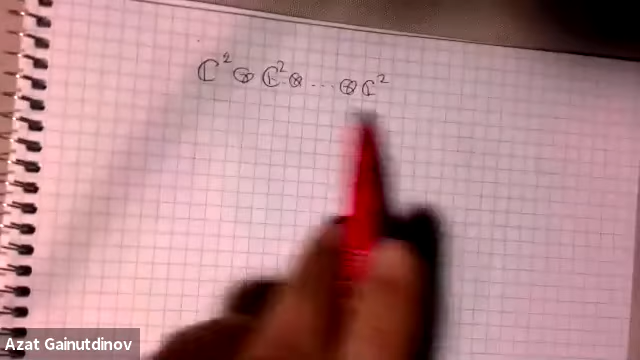 ℂ² ⊗ ℂ² ⊗ ... ⊗ ℂ²
Azat Gainutdinov